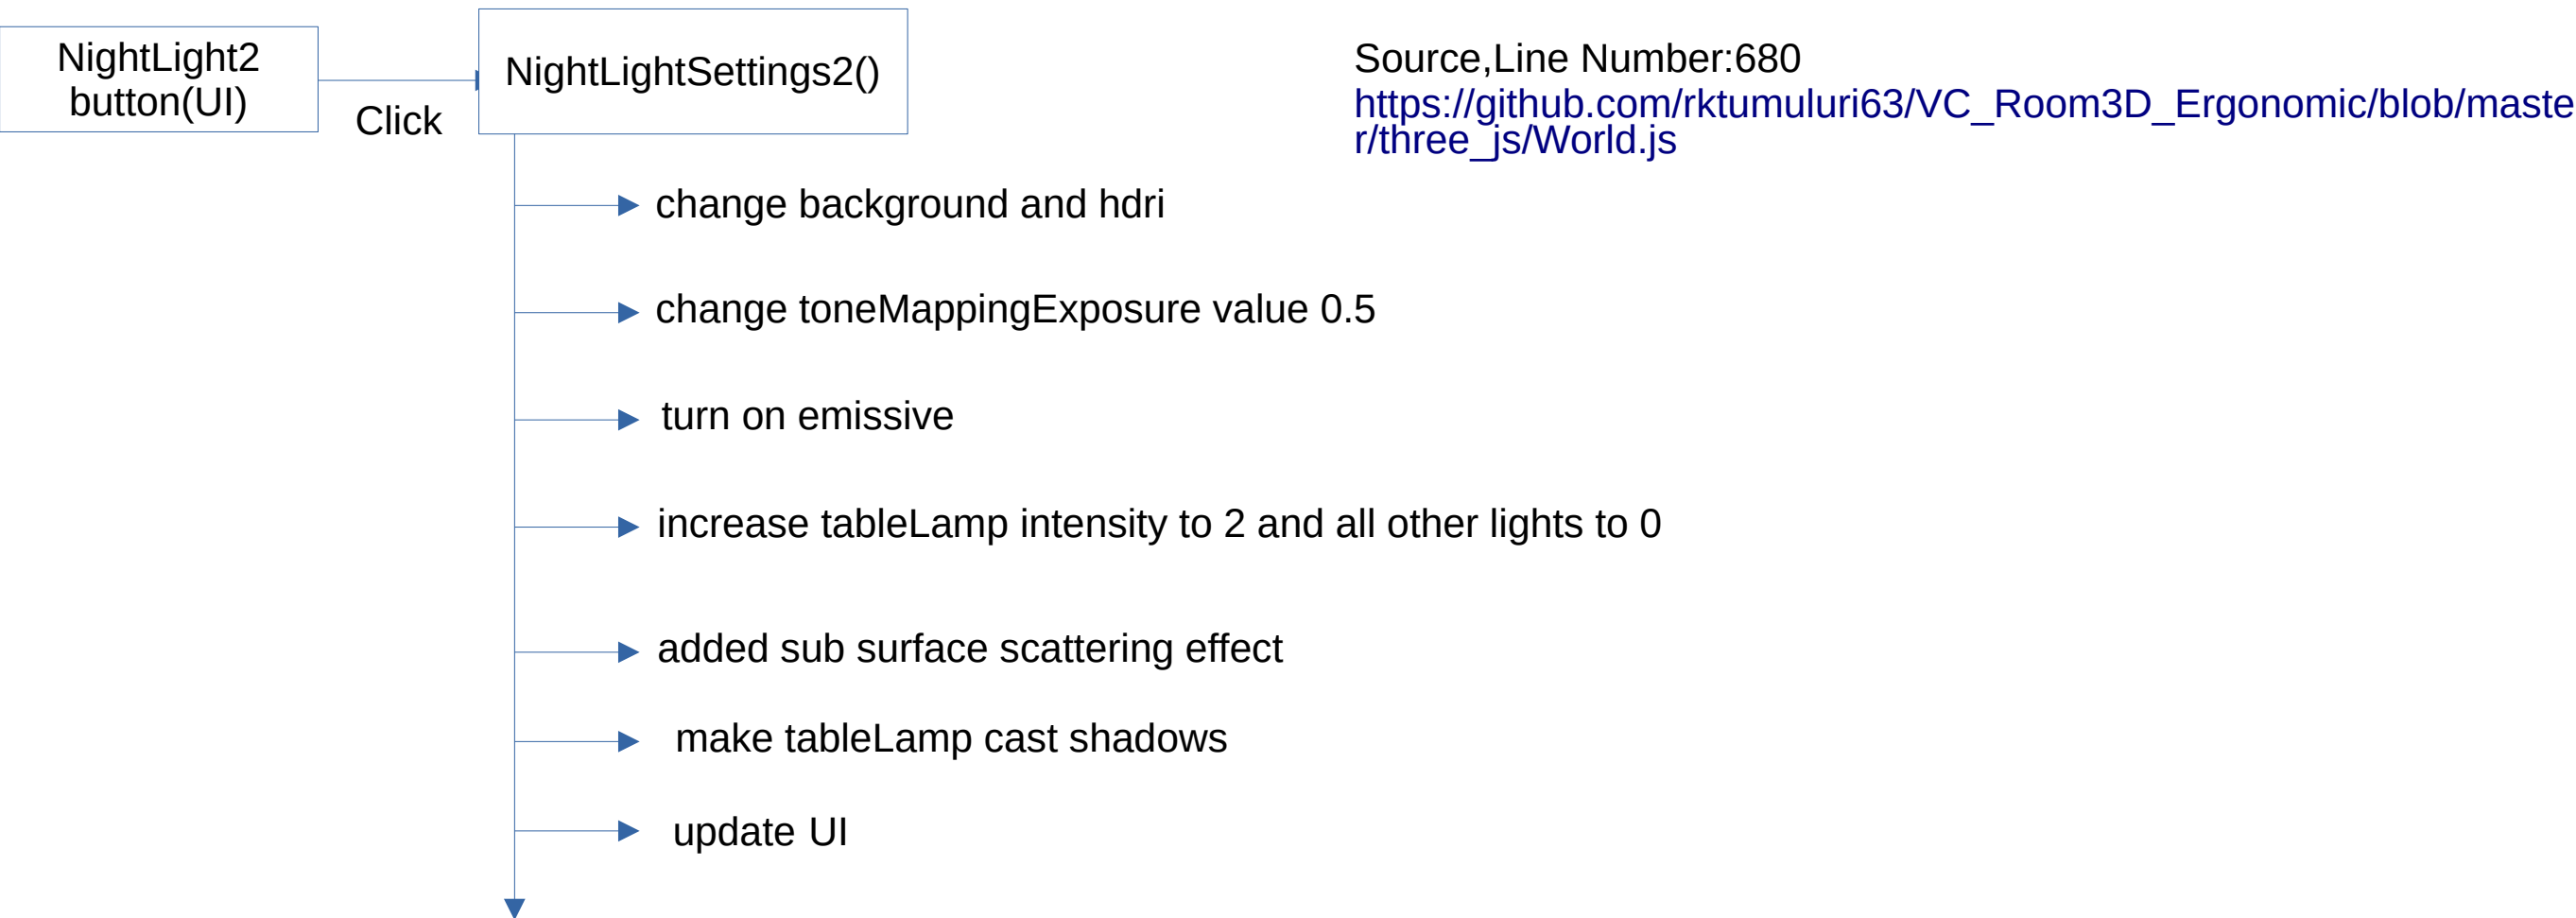 NightLight2
button(UI)
Click
NightLightSettings2()
Source,Line Number:680
https://github.com/rktumuluri63/VC_Room3D_Ergonomic/blob/maste
r/three_js/World.js
change background and hdri
change toneMappingExposure value 0.5
turn on emissive
increase tableLamp intensity to 2 and all other lights to 0
added sub surface scattering effect
make tableLamp cast shadows
update UI